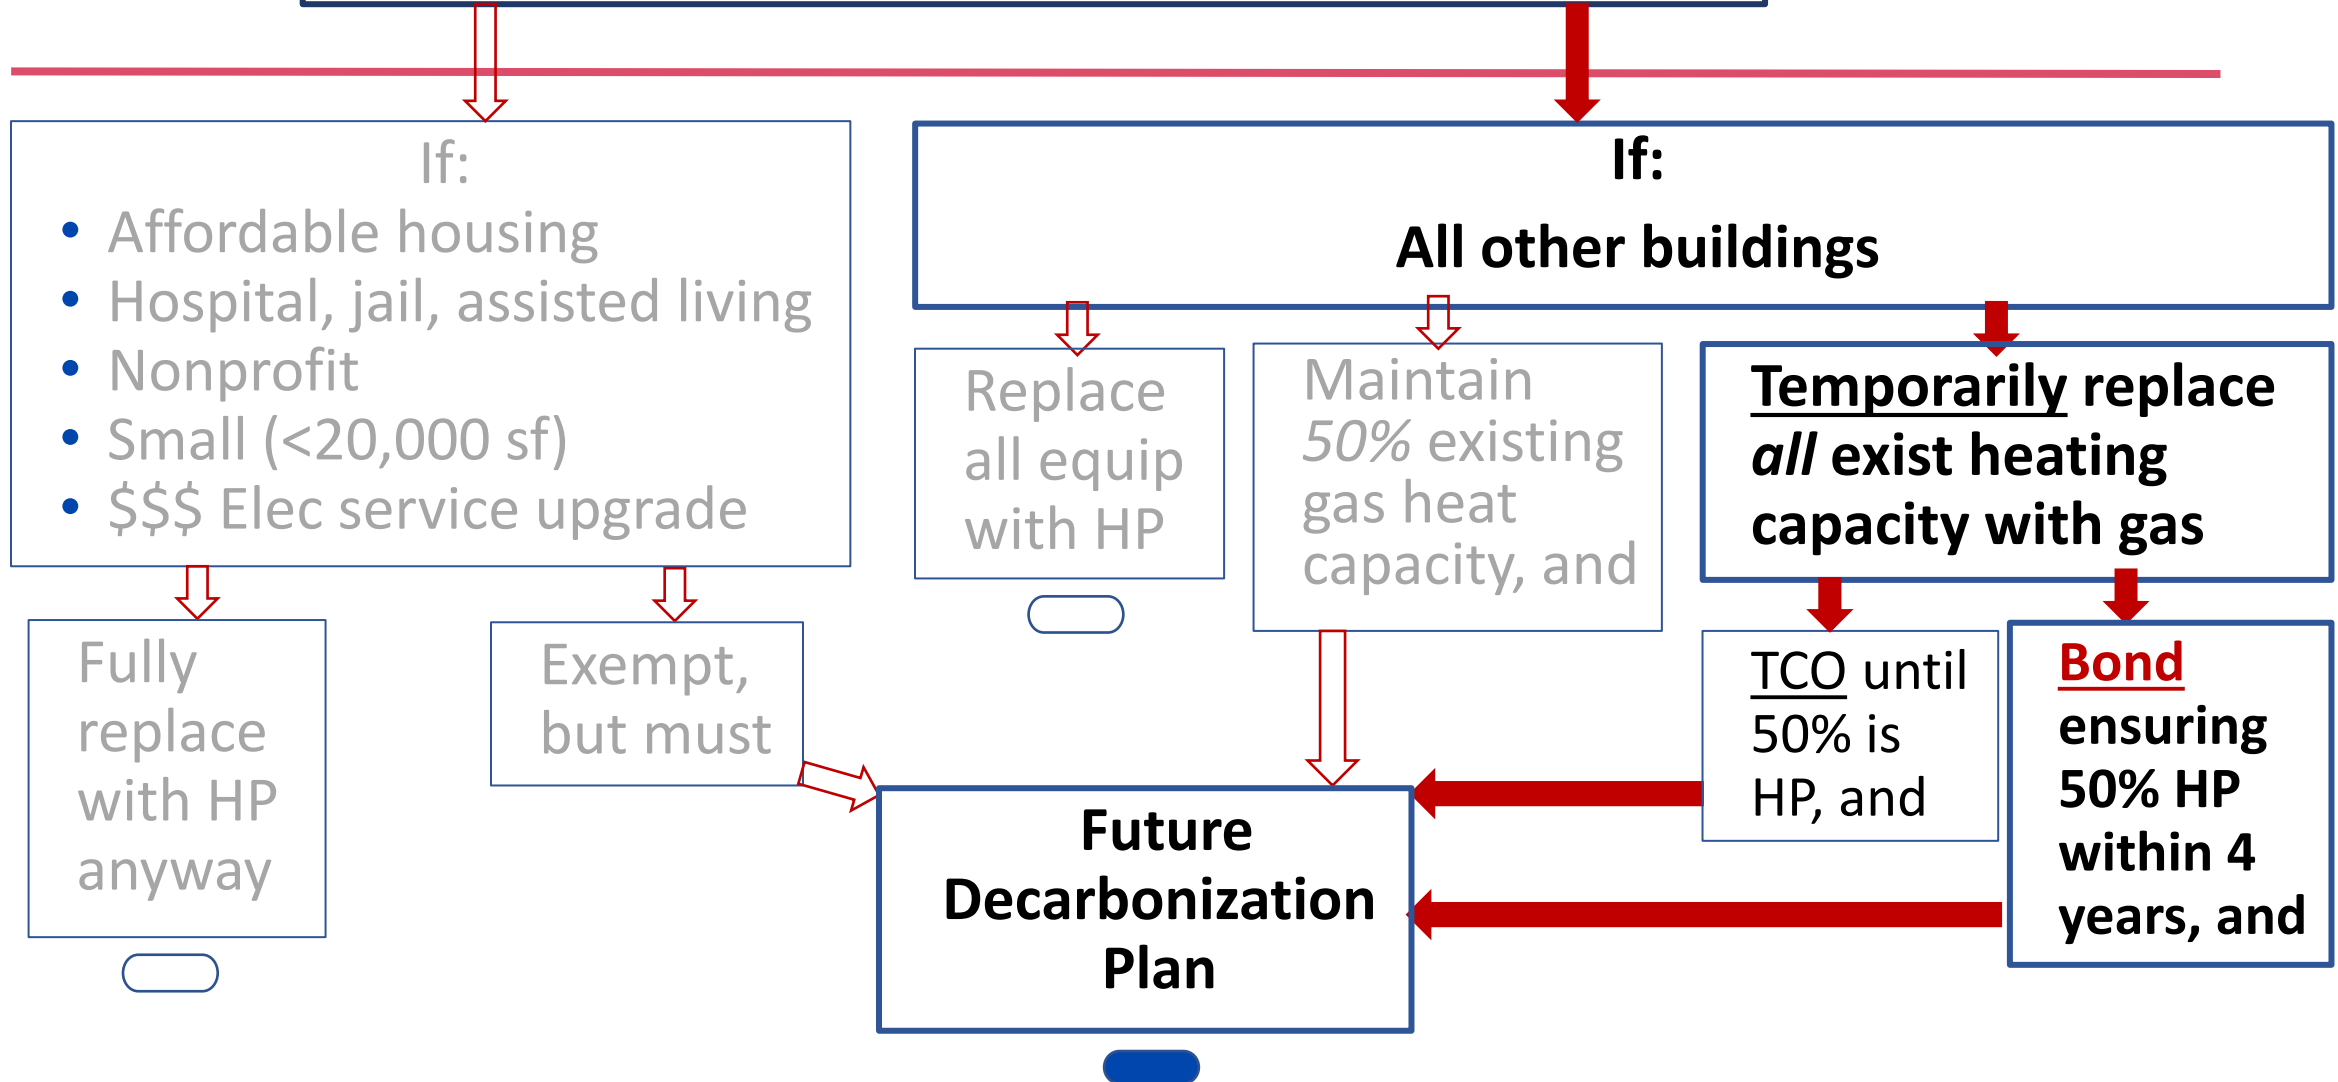 If:
• Affordable housing
• Hospital, jail, assisted living
• Nonprofit
• Small (<20,000 sf)
• $$$ Elec service upgrade
If:
All other buildings
Replace
all equip
with HP
Maintain
50% existing
gas heat
capacity, and
Temporarily replace
all exist heating
capacity with gas
Fully
replace
with HP
anyway
Exempt,
but must
TCO until
50% is
HP, and
Bond
ensuring
50% HP
within 4
years, and
Future
Decarbonization
Plan